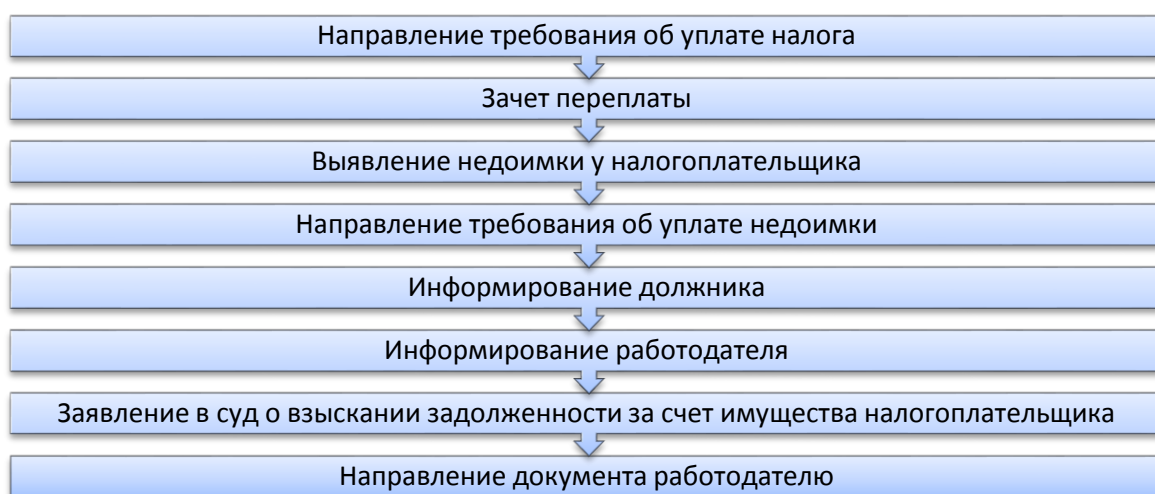 Направление требования об уплате налога
Зачет переплаты
Выявление недоимки у налогоплательщика
Направление требования об уплате недоимки
Информирование должника
Информирование работодателя
Заявление в суд о взыскании задолженности за счет имущества налогоплательщика
Направление документа работодателю